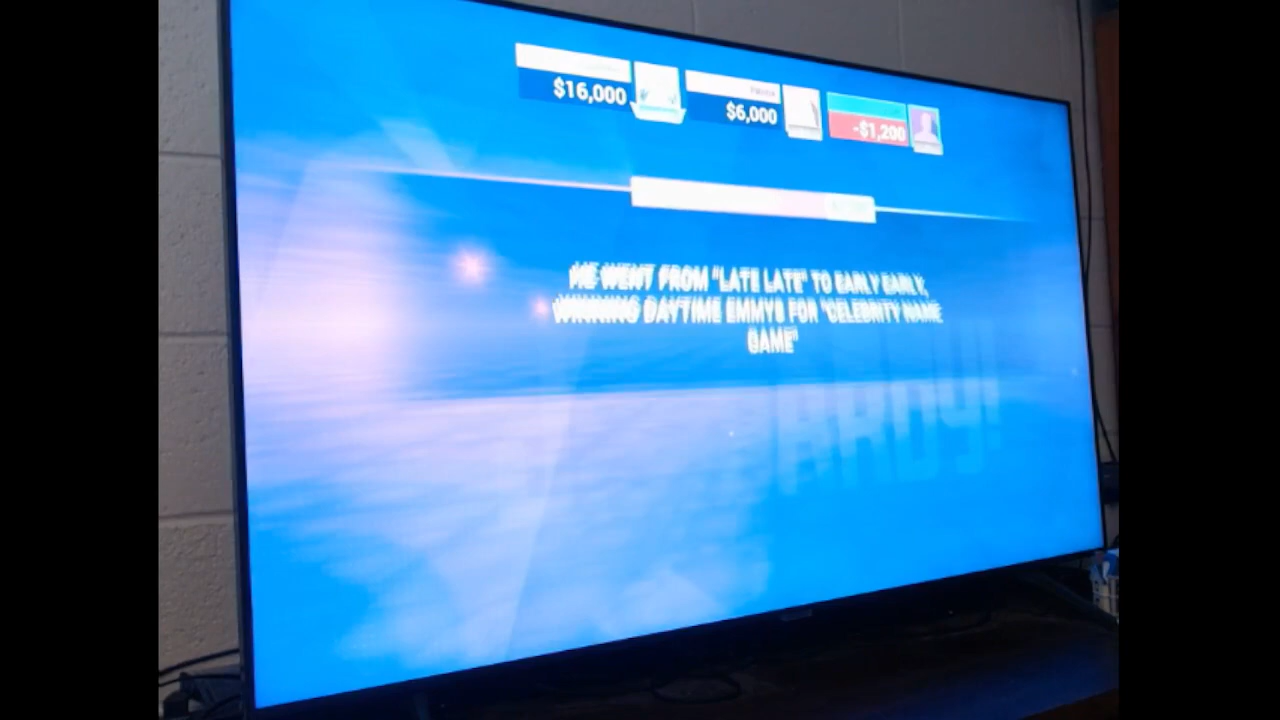 $16,000
$6,000
-$1,200
HE WENT FROM "LATE LATE" TO EARLY EARLY,
WINNING DAYTIME EMMYS FOR "CELEBRITY NAME
GAME"
ARDY!